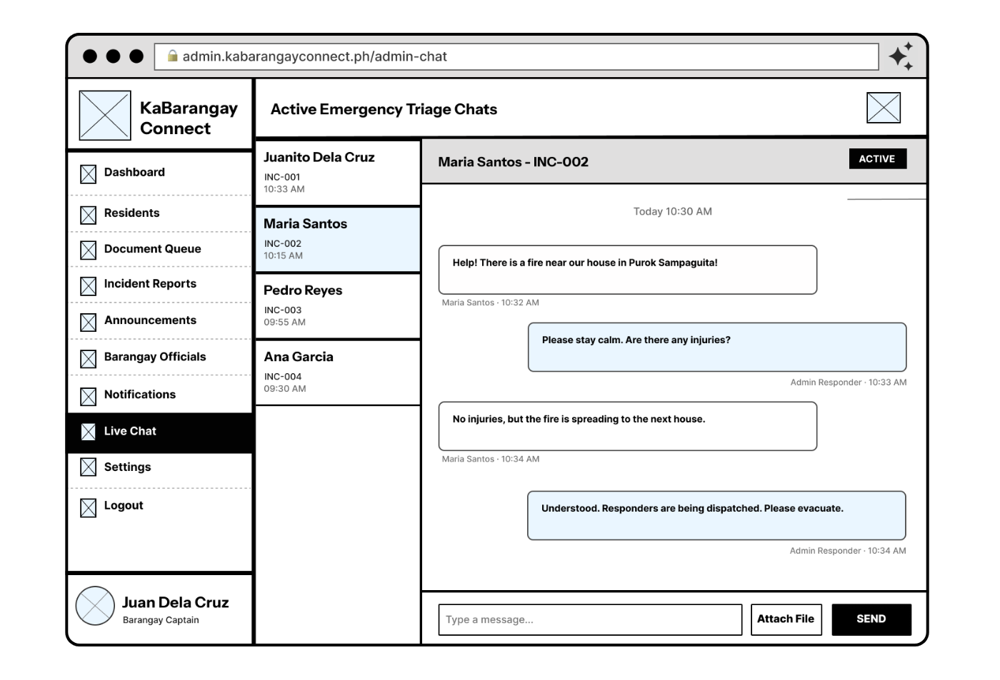 admin.kabarangayconnect.ph/admin-chat
KaBarangay
Connect
Active Emergency Triage Chats
Dashboard
Residents
Document Queue
Incident Reports
Announcements
Barangay Officials
Notifications
Live Chat
Settings
Logout
Juan Dela Cruz
Barangay Captain
Juanito Dela Cruz
INC-001
10:33 AM
Maria Santos
INC-002
10:15 AM
Pedro Reyes
INC-003
09:55 AM
Ana Garcia
INC-004
09:30 AM
Maria Santos - INC-002
ACTIVE
Today 10:30 AM
Help! There is a fire near our house in Purok Sampaguita!
Maria Santos · 10:32 AM
Please stay calm. Are there any injuries?
Admin Responder · 10:33 AM
No injuries, but the fire is spreading to the next house.
Maria Santos · 10:34 AM
Understood. Responders are being dispatched. Please evacuate.
Admin Responder · 10:34 AM
Type a message...
Attach File
SEND